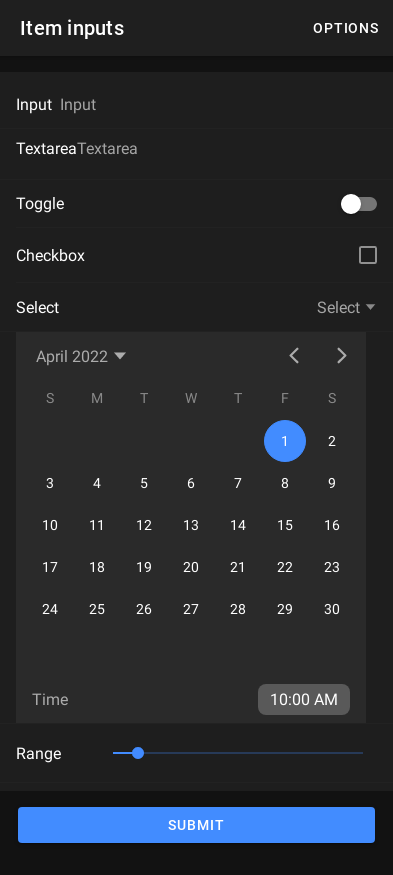 Item inputs OPTIONS
Input Input
Textarea Textarea
Toggle
Checkbox
Select Select
April 2022
S M T W T F S
1 2
3 4 5 6 7 8 9
10 11 12 13 14 15 16
17 18 19 20 21 22 23
24 25 26 27 28 29 30
Time 10:00 AM
Range
SUBMIT